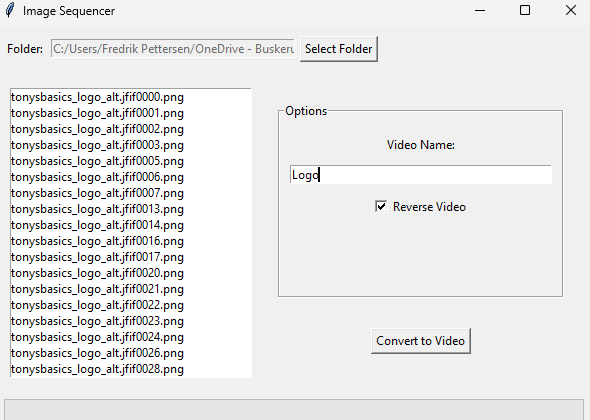 Image Sequencer
Folder: C:/Users/Fredrik Pettersen/OneDrive - Buskeru Select Folder
tonysbasics_logo_alt.jfif0000.png
tonysbasics_logo_alt.jfif0001.png
tonysbasics_logo_alt.jfif0002.png
tonysbasics_logo_alt.jfif0003.png
tonysbasics_logo_alt.jfif0005.png
tonysbasics_logo_alt.jfif0006.png
tonysbasics_logo_alt.jfif0007.png
tonysbasics_logo_alt.jfif0013.png
tonysbasics_logo_alt.jfif0014.png
tonysbasics_logo_alt.jfif0016.png
tonysbasics_logo_alt.jfif0017.png
tonysbasics_logo_alt.jfif0020.png
tonysbasics_logo_alt.jfif0021.png
tonysbasics_logo_alt.jfif0022.png
tonysbasics_logo_alt.jfif0023.png
tonysbasics_logo_alt.jfif0024.png
tonysbasics_logo_alt.jfif0026.png
tonysbasics_logo_alt.jfif0028.png
Options
Video Name:
Logo
Reverse Video
Convert to Video